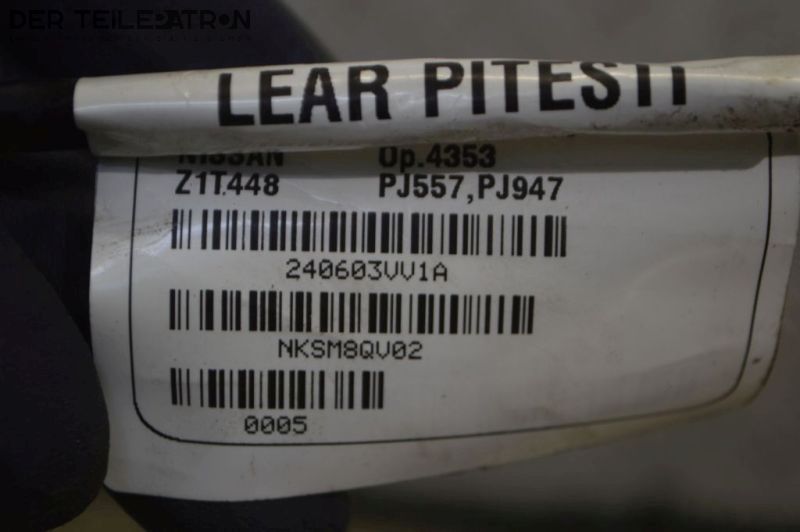 DER TEILEPATRON
LEAR PITESTI
NISSAN Op.4353
Z1T448 PJ557,PJ947
240603VV1A
NKSM8QV02
0005